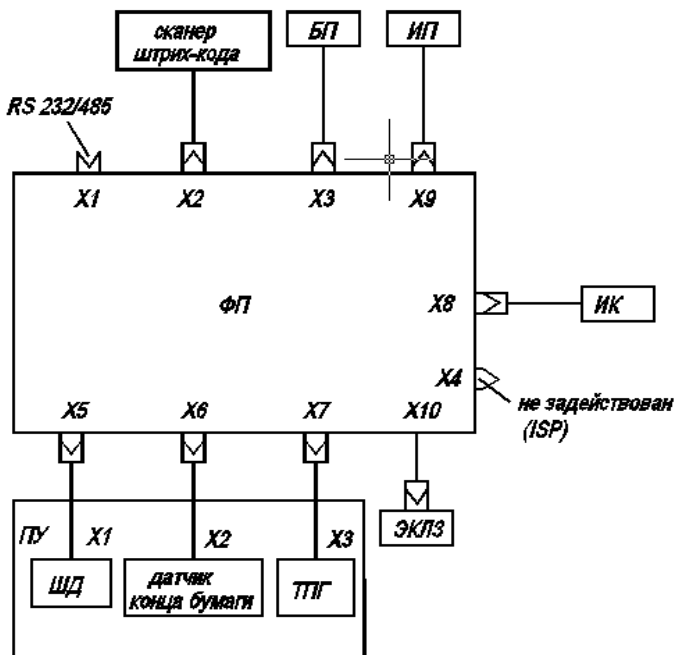 сканер
штрих-кода
БП
ИП
RS 232/485
X1
X2
X3
X9
ФП
X8
ИК
X4
не задействован
(ISP)
X5
X6
X7
X10
ПУ
X1
X2
X3
ЭКЛЗ
ШД
датчик
конца бумаги
ТПГ